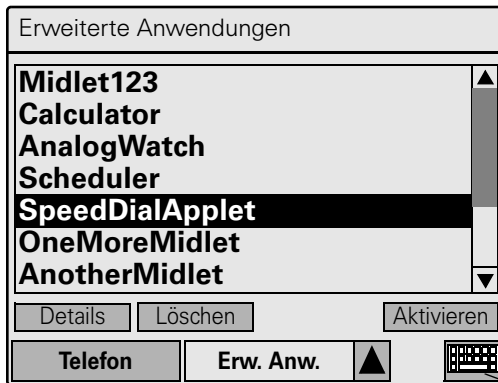 Erweiterte Anwendungen
Midlet123
Calculator
AnalogWatch
Scheduler
SpeedDialApplet
OneMoreMidlet
AnotherMidlet
Details Löschen Aktivieren
Telefon Erw. Anw.